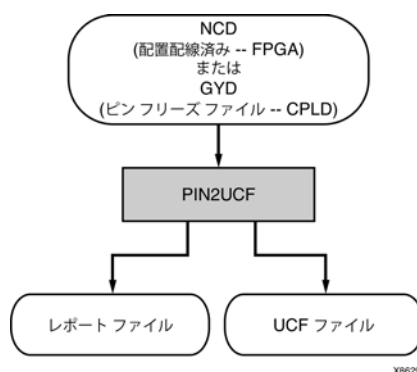 NCD
(配置配線済み -- FPGA)
または
GYD
(ピン フリーズ ファイル -- CPLD)
PIN2UCF
レポート ファイル
UCF ファイル
X8629